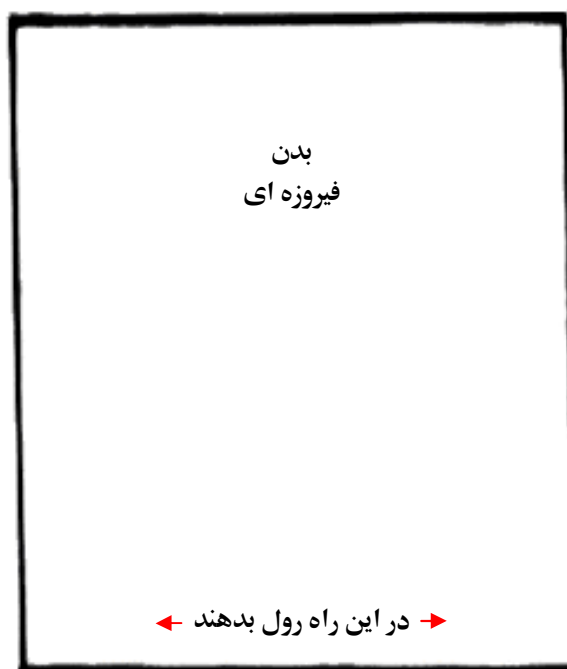 بدن
فیروزه ای
در این راه رول بدهند